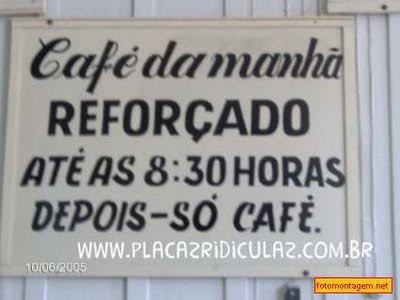 Café da manhã
REFORÇADO
ATÉ AS 8:30 HORAS
DEPOIS-SÓ CAFÉ.
WWW.PLACAZRIDICULAZ.COM.BR
10/06/2005
fotomontagem.net